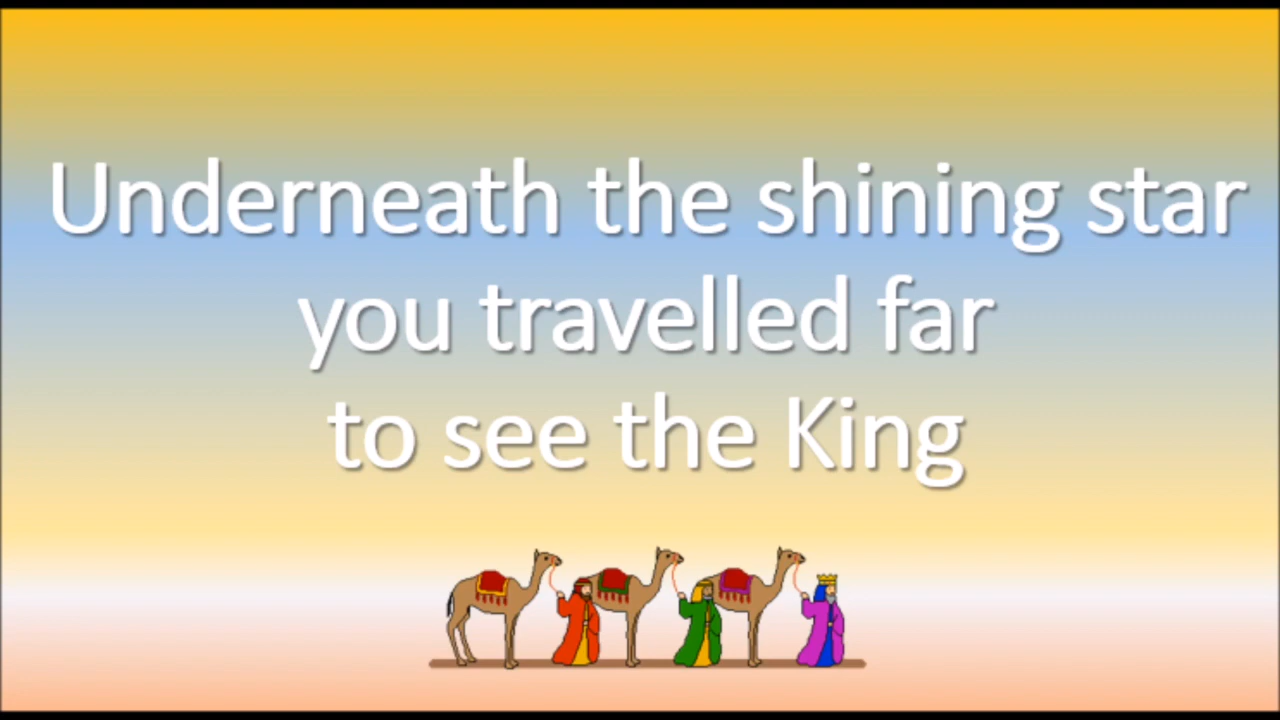 Underneath the shining star
you travelled far
to see the King